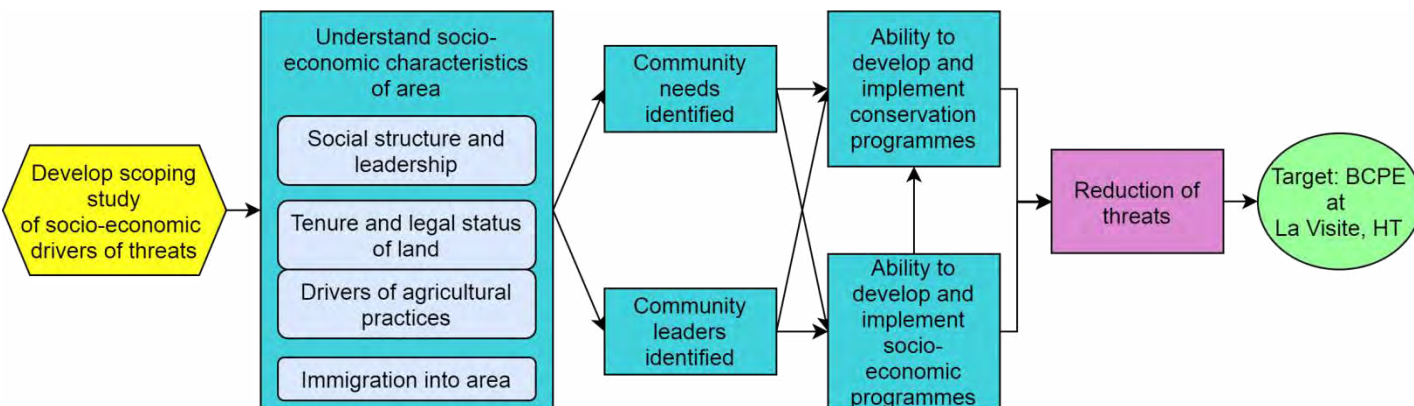 Develop scoping
study
of socio-economic
drivers of threats
Understand socio-
economic characteristics
of area
Social structure and
leadership
Tenure and legal status
of land
Drivers of agricultural
practices
Immigration into area
Community
needs
identified
Community
leaders
identified
Ability to
develop and
implement
conservation
programmes
Ability to
develop and
implement
socio-
economic
programmes
Reduction of
threats
Target: BCPE
at
La Visite, HT